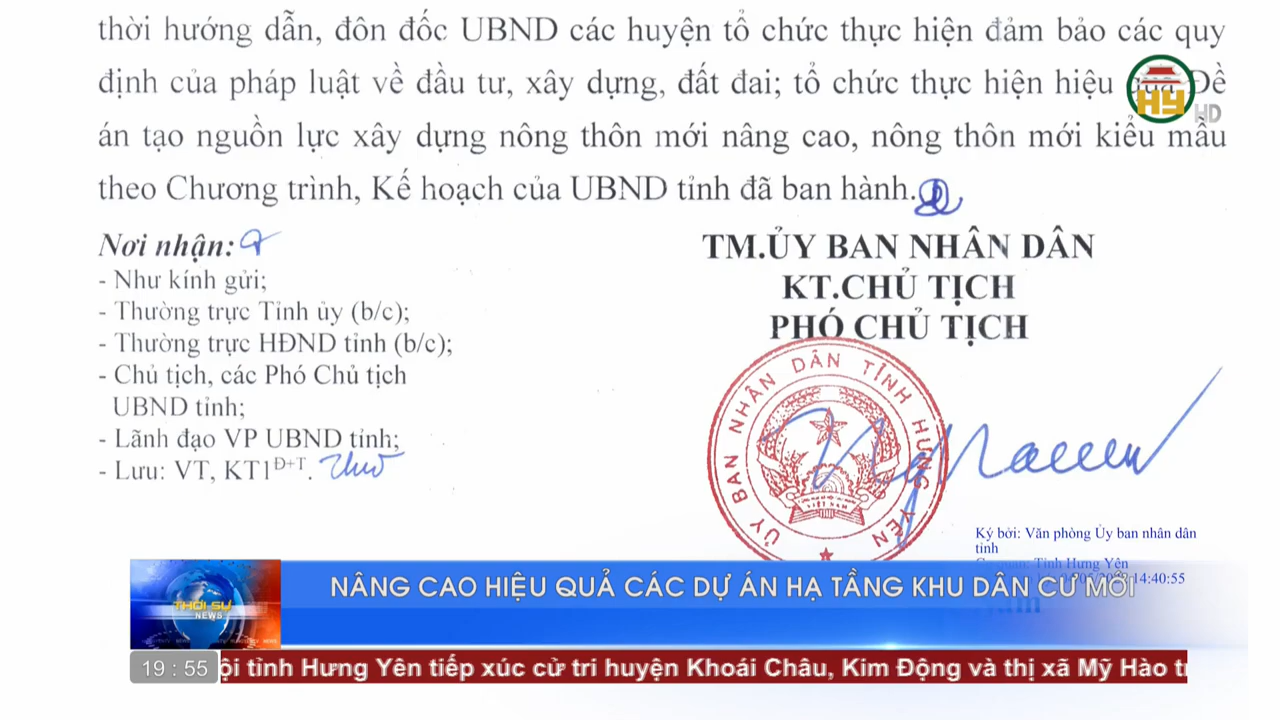 thời hướng dẫn, đôn đốc UBND các huyện tổ chức thực hiện đảm bảo các quy
định của pháp luật về đầu tư, xây dựng, đất đai; tổ chức thực hiện hiệu quả Đề
án tạo nguồn lực xây dựng nông thôn mới nâng cao, nông thôn mới kiểu mẫu
theo Chương trình, Kế hoạch của UBND tỉnh đã ban hành.
HY HD
Nơi nhận:
- Như kính gửi;
- Thường trực Tỉnh ủy (b/c);
- Thường trực HĐND tỉnh (b/c);
- Chủ tịch, các Phó Chủ tịch
UBND tỉnh;
- Lãnh đạo VP UBND tỉnh;
- Lưu: VT, KT1Đ+T.
TM.ỦY BAN NHÂN DÂN
KT.CHỦ TỊCH
PHÓ CHỦ TỊCH
ỦY BAN NHÂN DÂN TỈNH HƯNG YÊN
VIỆT NAM
Ký bởi: Văn phòng Ủy ban nhân dân
tỉnh
Tỉnh Hưng Yên
14:40:55
THỜI SỰ
NEWS
NÂNG CAO HIỆU QUẢ CÁC DỰ ÁN HẠ TẦNG KHU DÂN CƯ MỚI
19 : 55 ội tỉnh Hưng Yên tiếp xúc cử tri huyện Khoái Châu, Kim Động và thị xã Mỹ Hào tr